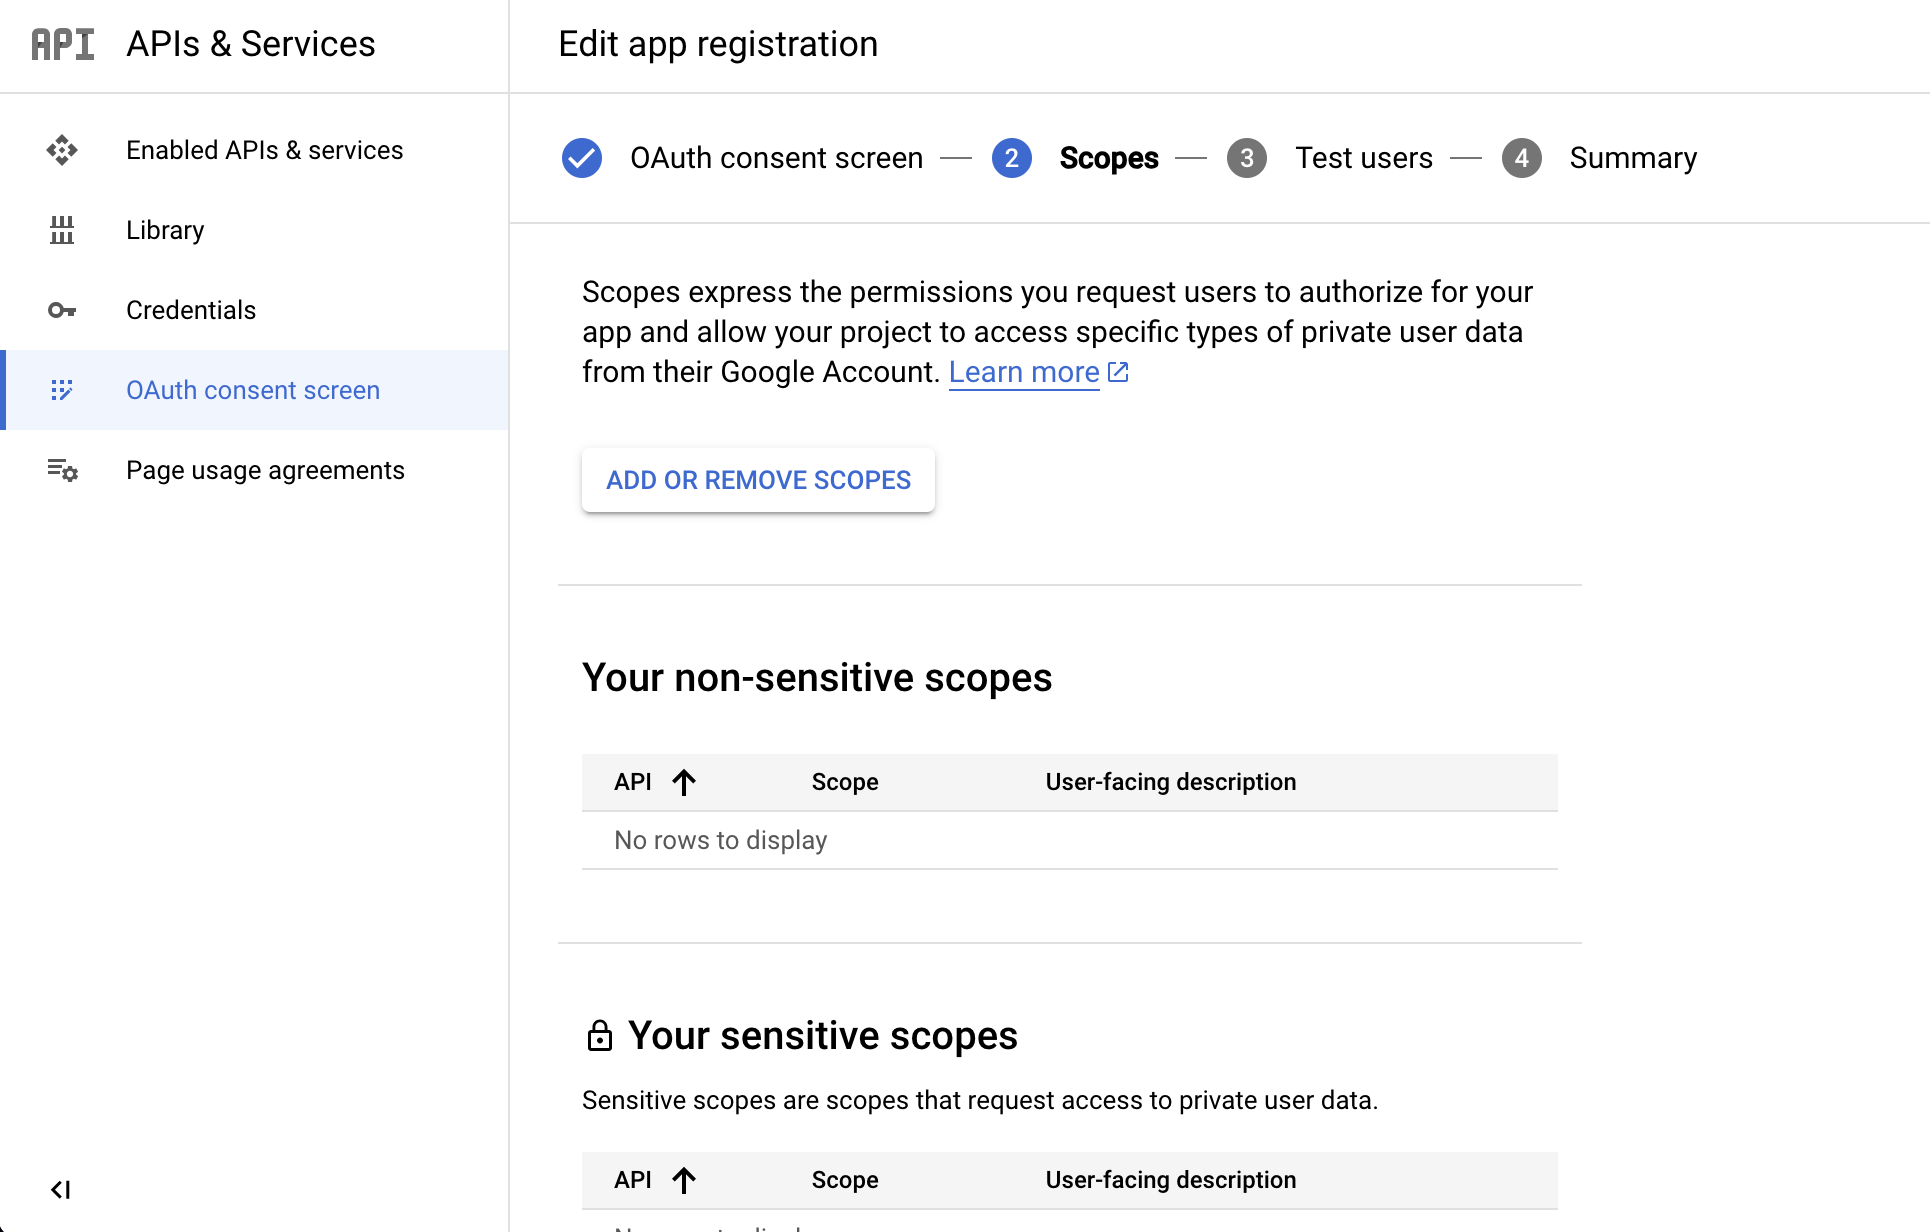 API APIs & Services
Edit app registration
Enabled APIs & services
Library
Credentials
OAuth consent screen
Page usage agreements
OAuth consent screen — 2 Scopes — 3 Test users — 4 Summary
Scopes express the permissions you request users to authorize for your
app and allow your project to access specific types of private user data
from their Google Account. Learn more
ADD OR REMOVE SCOPES
Your non-sensitive scopes
API Scope User-facing description
No rows to display
Your sensitive scopes
Sensitive scopes are scopes that request access to private user data.
API Scope User-facing description